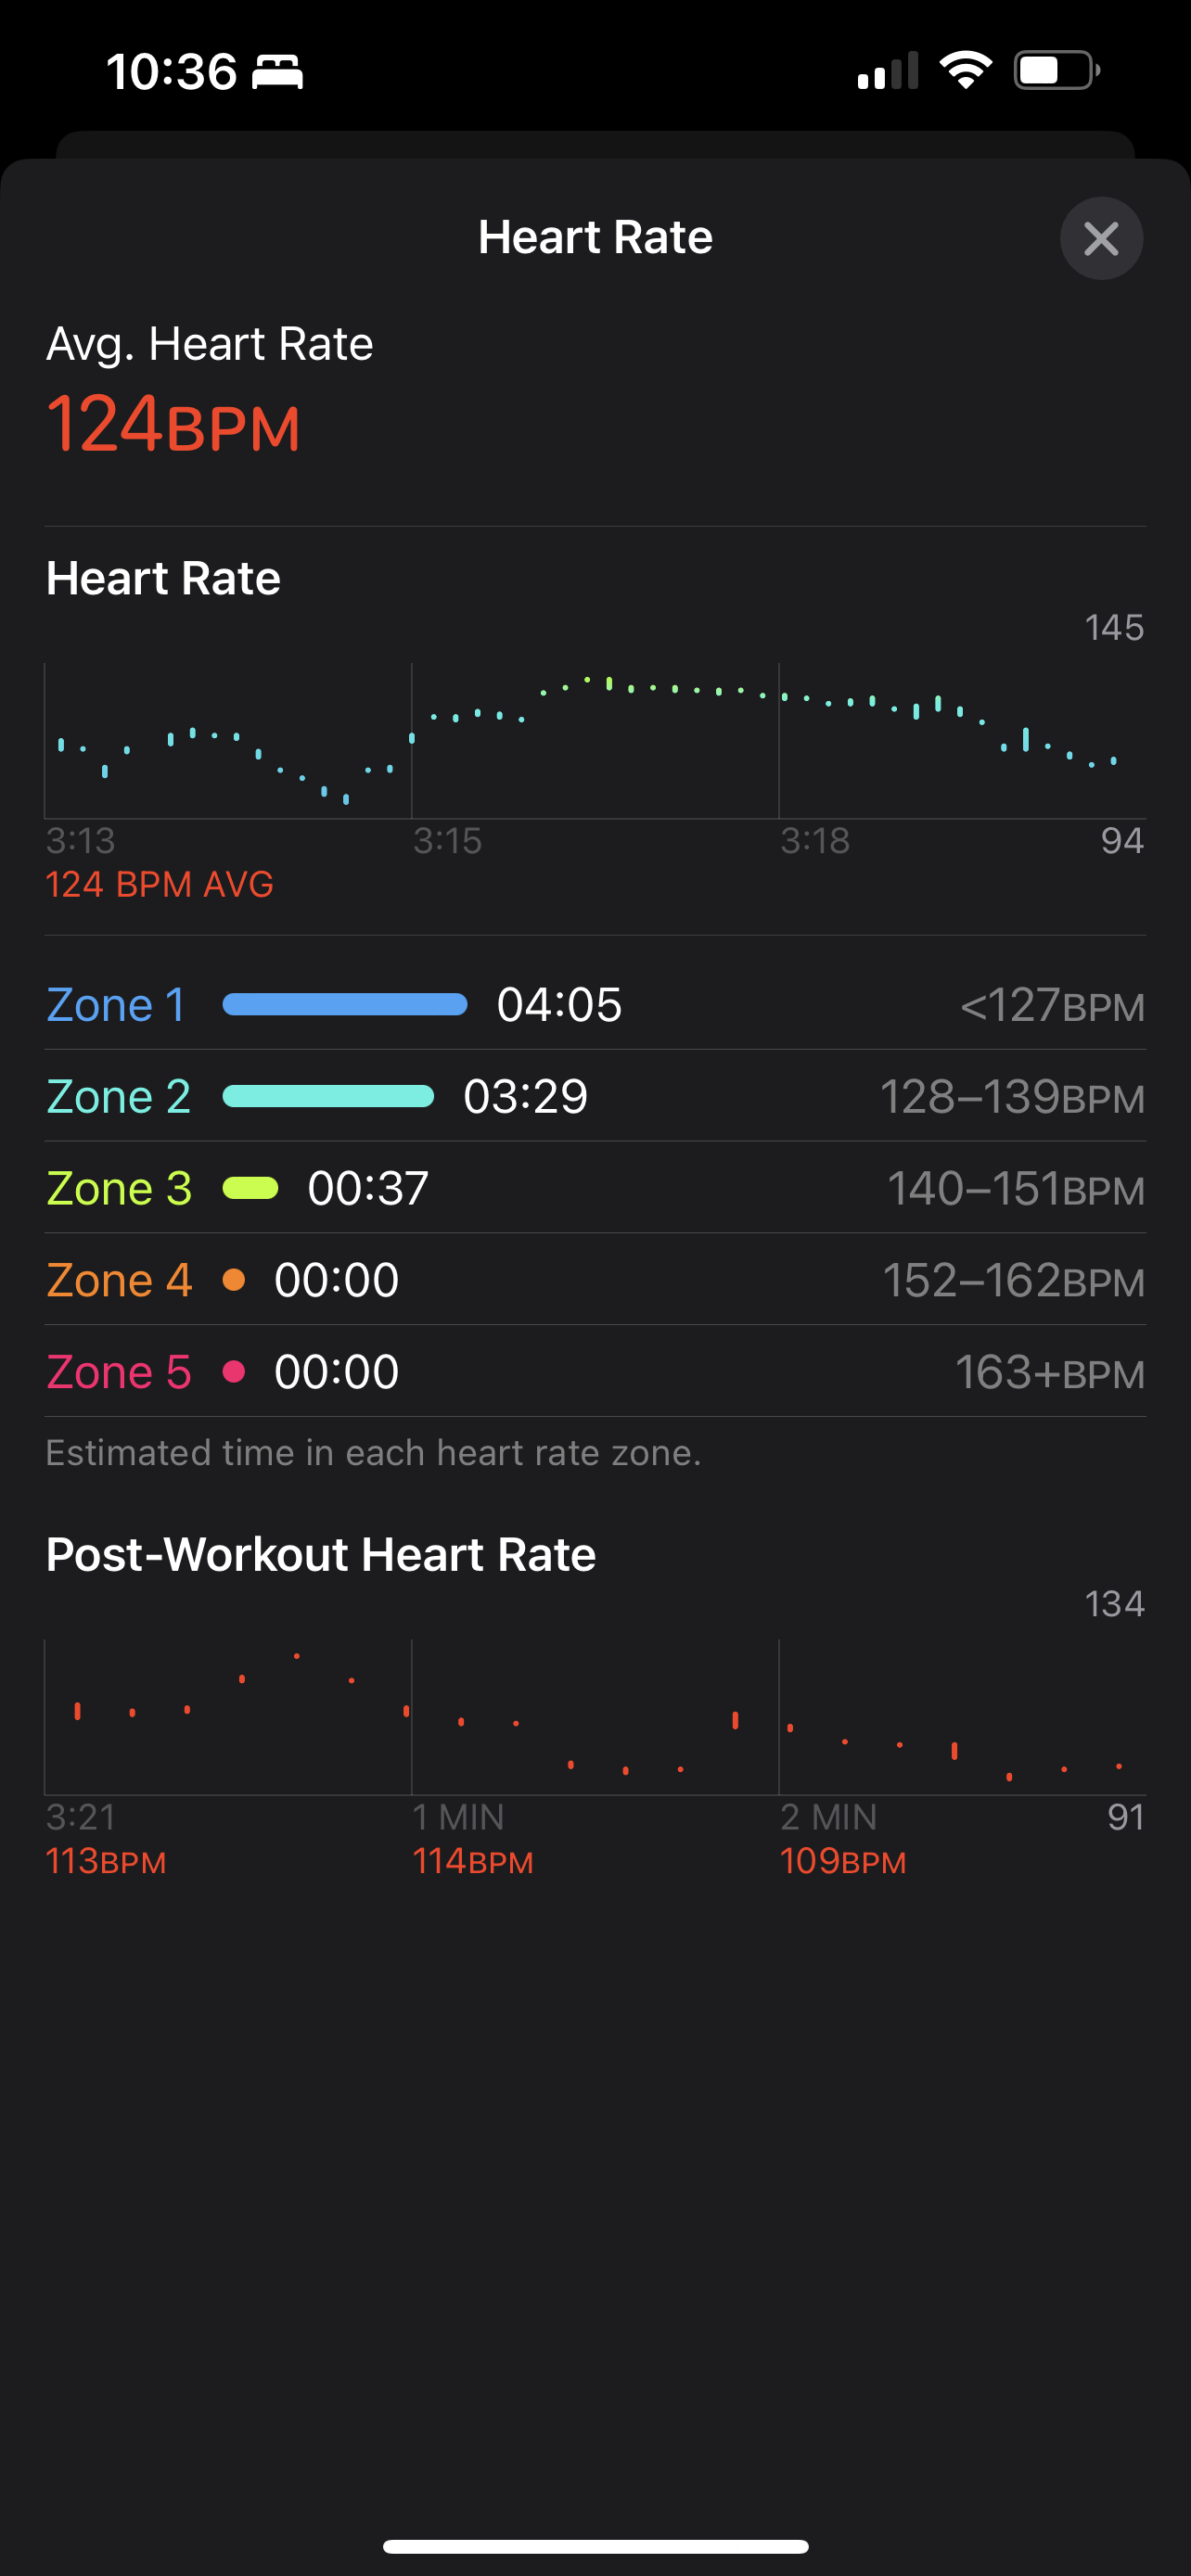 10:36
Heart Rate
Avg. Heart Rate
124BPM
Heart Rate
145
3:13 3:15 3:18 94
124 BPM AVG
Zone 1 04:05 <127BPM
Zone 2 03:29 128–139BPM
Zone 3 00:37 140–151BPM
Zone 4 00:00 152–162BPM
Zone 5 00:00 163+BPM
Estimated time in each heart rate zone.
Post-Workout Heart Rate
134
3:21 1 MIN 2 MIN 91
113BPM 114BPM 109BPM